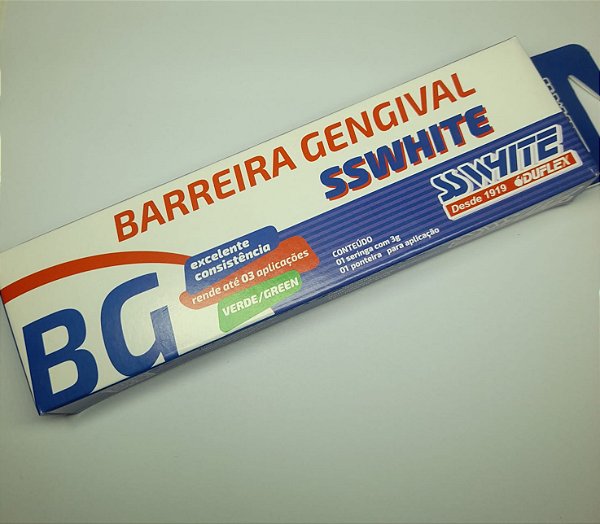 BARREIRA GENGIVAL
SSWHITE
SSWHITE
DUFLEX
Desde 1919
BG
excelente
consistência
rende até 03 aplicações
VERDE/GREEN
CONTEÚDO
01 seringa com 3g
01 ponteira para aplicação